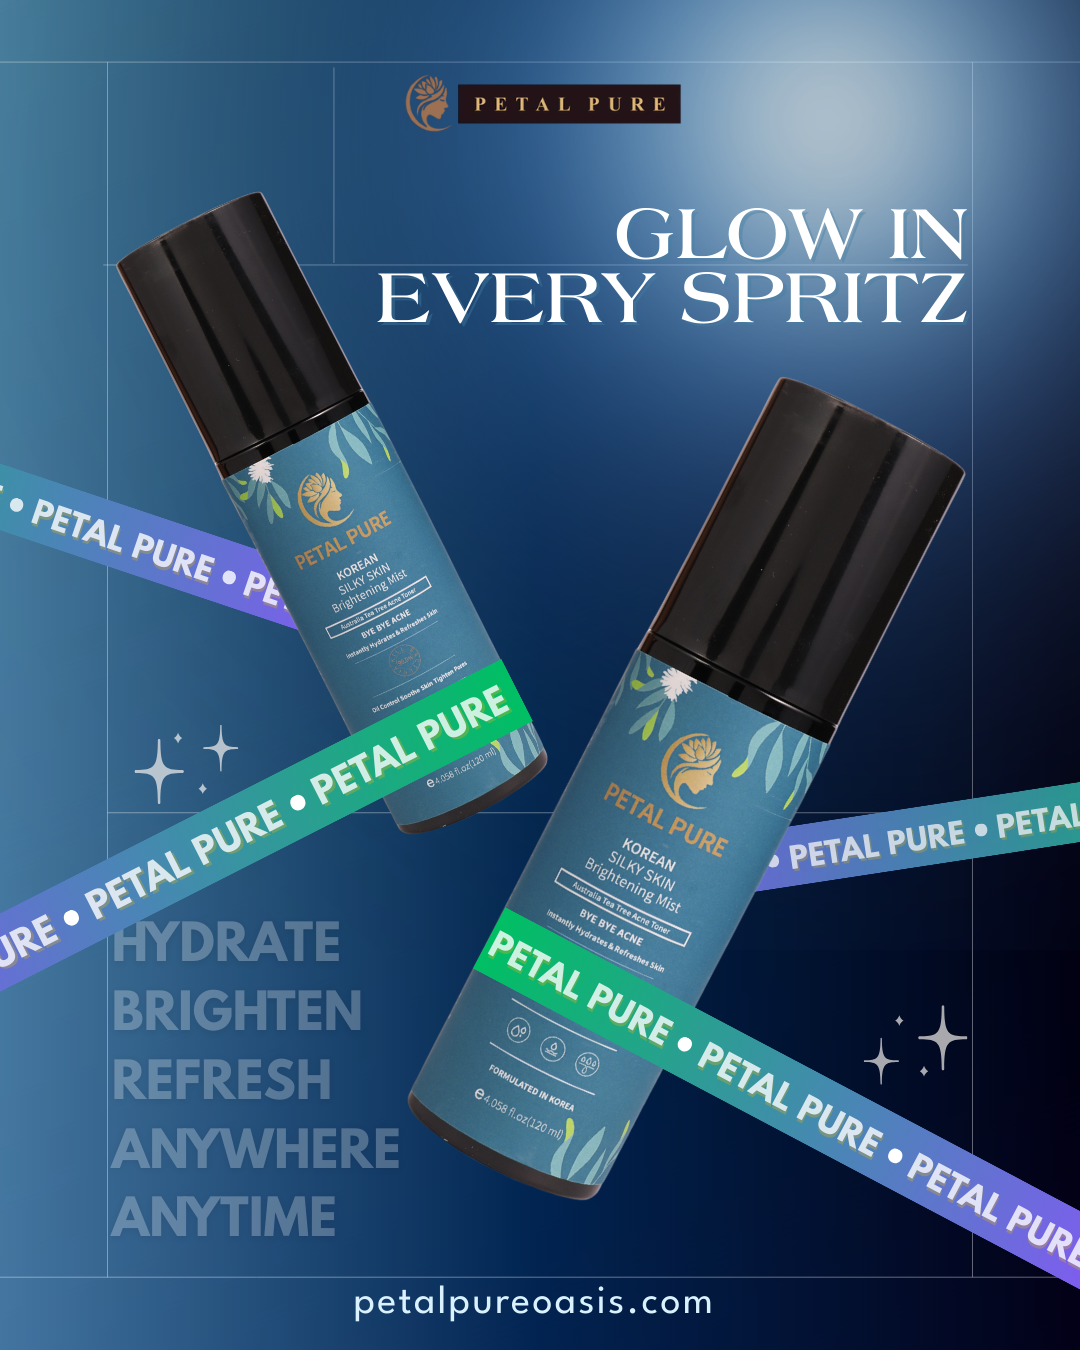 PETAL PURE
GLOW IN
EVERY SPRITZ
• PETAL PURE • PE
PETAL PURE
KOREAN
SILKY SKIN
Brightening Mist
Australia Tea Tree Acne Toner
BYE BYE ACNE
Instantly Hydrates & Refreshes Skin
Oil Control Soothe Skin Tighten Pores
URE • PETAL PURE • PETAL PURE
e 4.058 fl.oz(120 ml)
PETAL PURE
KOREAN
SILKY SKIN
Brightening Mist
Australia Tea Tree Acne Toner
BYE BYE ACNE
Instantly Hydrates & Refreshes Skin
• PETAL PURE • PETAL
PETAL PURE • PETAL PURE • PETAL PURE
FORMULATED IN KOREA
e 4.058 fl.oz(120 ml)
HYDRATE
BRIGHTEN
REFRESH
ANYWHERE
ANYTIME
petalpureoasis.com